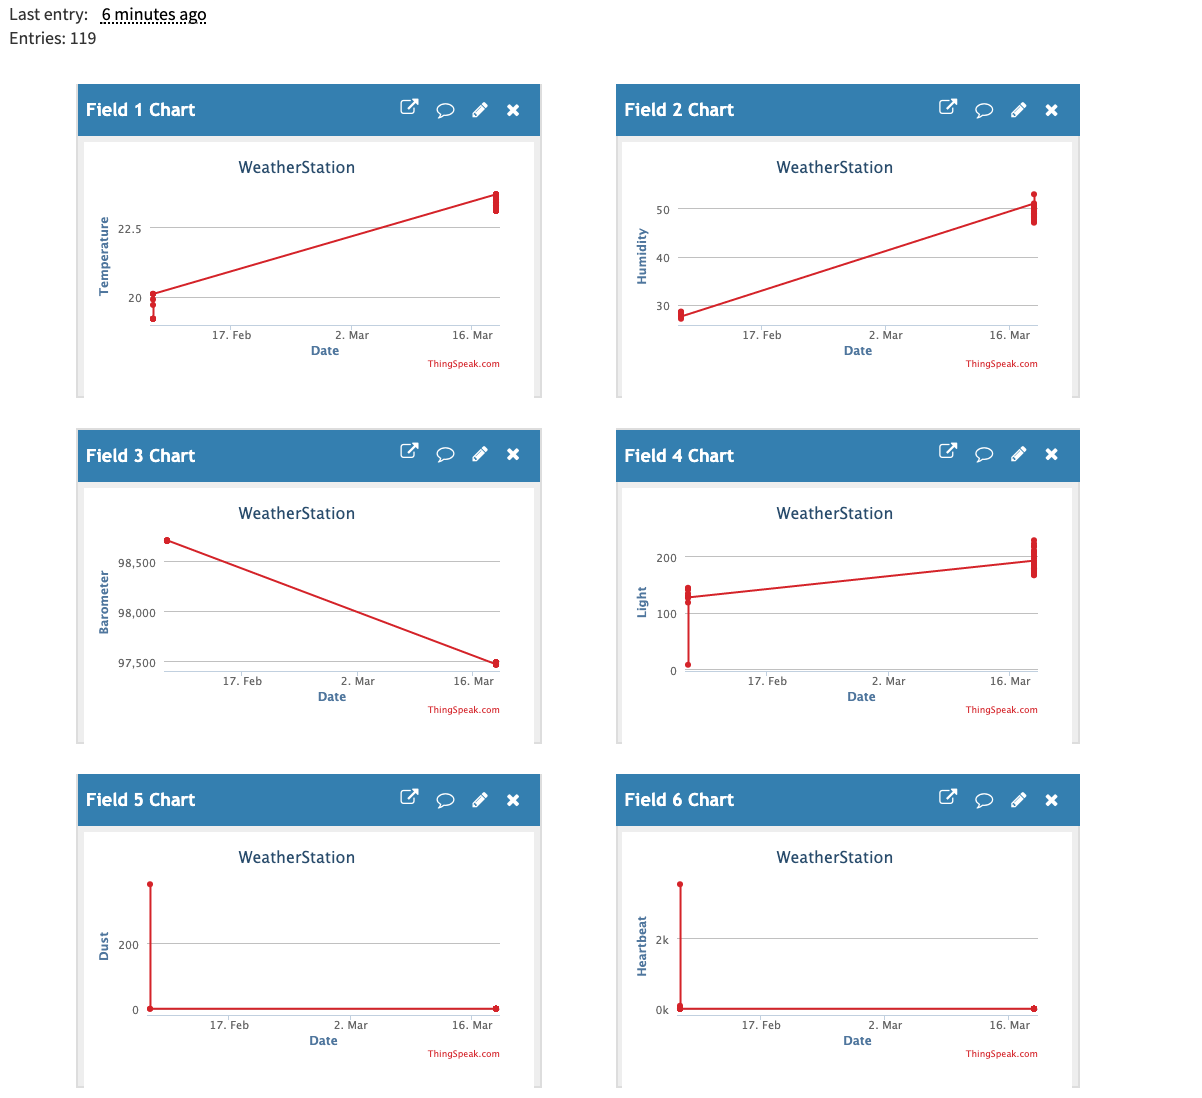 Last entry: 6 minutes ago
Entries: 119
Field 1 Chart
WeatherStation
Temperature
22.5
20
17. Feb 2. Mar 16. Mar
Date
ThingSpeak.com
Field 2 Chart
WeatherStation
Humidity
50
40
30
17. Feb 2. Mar 16. Mar
Date
ThingSpeak.com
Field 3 Chart
WeatherStation
Barometer
98,500
98,000
97,500
17. Feb 2. Mar 16. Mar
Date
ThingSpeak.com
Field 4 Chart
WeatherStation
Light
200
100
0
17. Feb 2. Mar 16. Mar
Date
ThingSpeak.com
Field 5 Chart
WeatherStation
Dust
200
0
17. Feb 2. Mar 16. Mar
Date
ThingSpeak.com
Field 6 Chart
WeatherStation
Heartbeat
2k
0k
17. Feb 2. Mar 16. Mar
Date
ThingSpeak.com